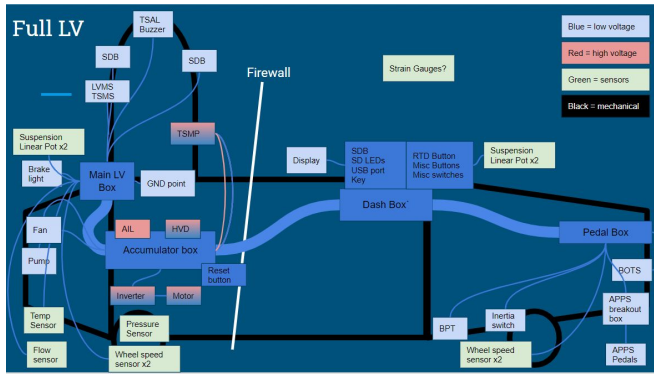 Full LV
TSAL
Buzzer
SDB
SDB
LVMS
TSMS
Firewall
Strain Gauges?
Blue = low voltage
Red = high voltage
Green = sensors
Black = mechanical
TSMP
Suspension
Linear Pot x2
Brake
light
Main LV
Box
GND point
Display
SDB
SD LEDs
USB port
Key
RTD Button
Misc Buttons
Misc switches
Suspension
Linear Pot x2
Dash Box`
Pedal Box
Fan
Pump
AIL
HVD
Accumulator box
Reset
button
Inverter
Motor
Temp
Sensor
Flow
sensor
Pressure
Sensor
Wheel speed
sensor x2
BPT
Inertia
switch
Wheel speed
sensor x2
BOTS
APPS
breakout
box
APPS
Pedals